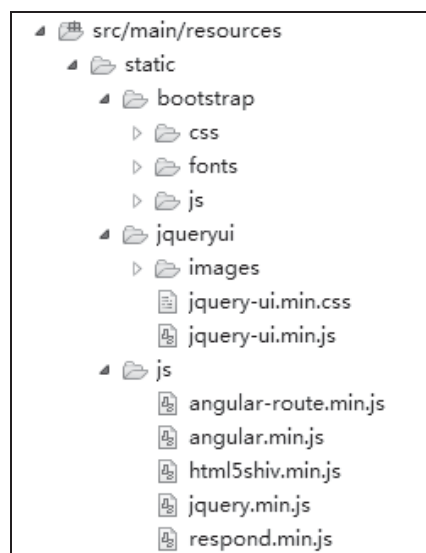 src/main/resources
static
bootstrap
css
fonts
js
jqueryui
images
jquery-ui.min.css
jquery-ui.min.js
js
angular-route.min.js
angular.min.js
html5shiv.min.js
jquery.min.js
respond.min.js